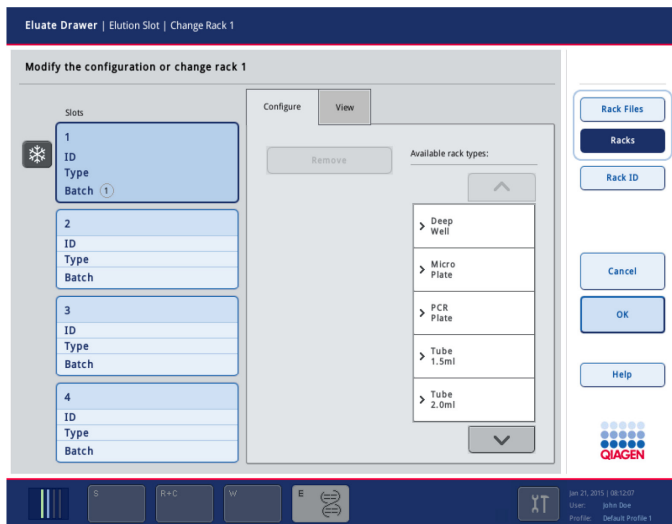 Eluate Drawer | Elution Slot | Change Rack 1
Modify the configuration or change rack 1
Slots
1
ID
Type
Batch 1
2
ID
Type
Batch
3
ID
Type
Batch
4
ID
Type
Batch
Configure
View
Remove
Available rack types:
Deep
Well
Micro
Plate
PCR
Plate
Tube
1.5ml
Tube
2.0ml
Rack Files
Racks
Rack ID
Cancel
OK
Help
QIAGEN
S
R+C
W
E
Jan 21, 2015 | 08:12:07
User: John Doe
Profile: Default Profile 1